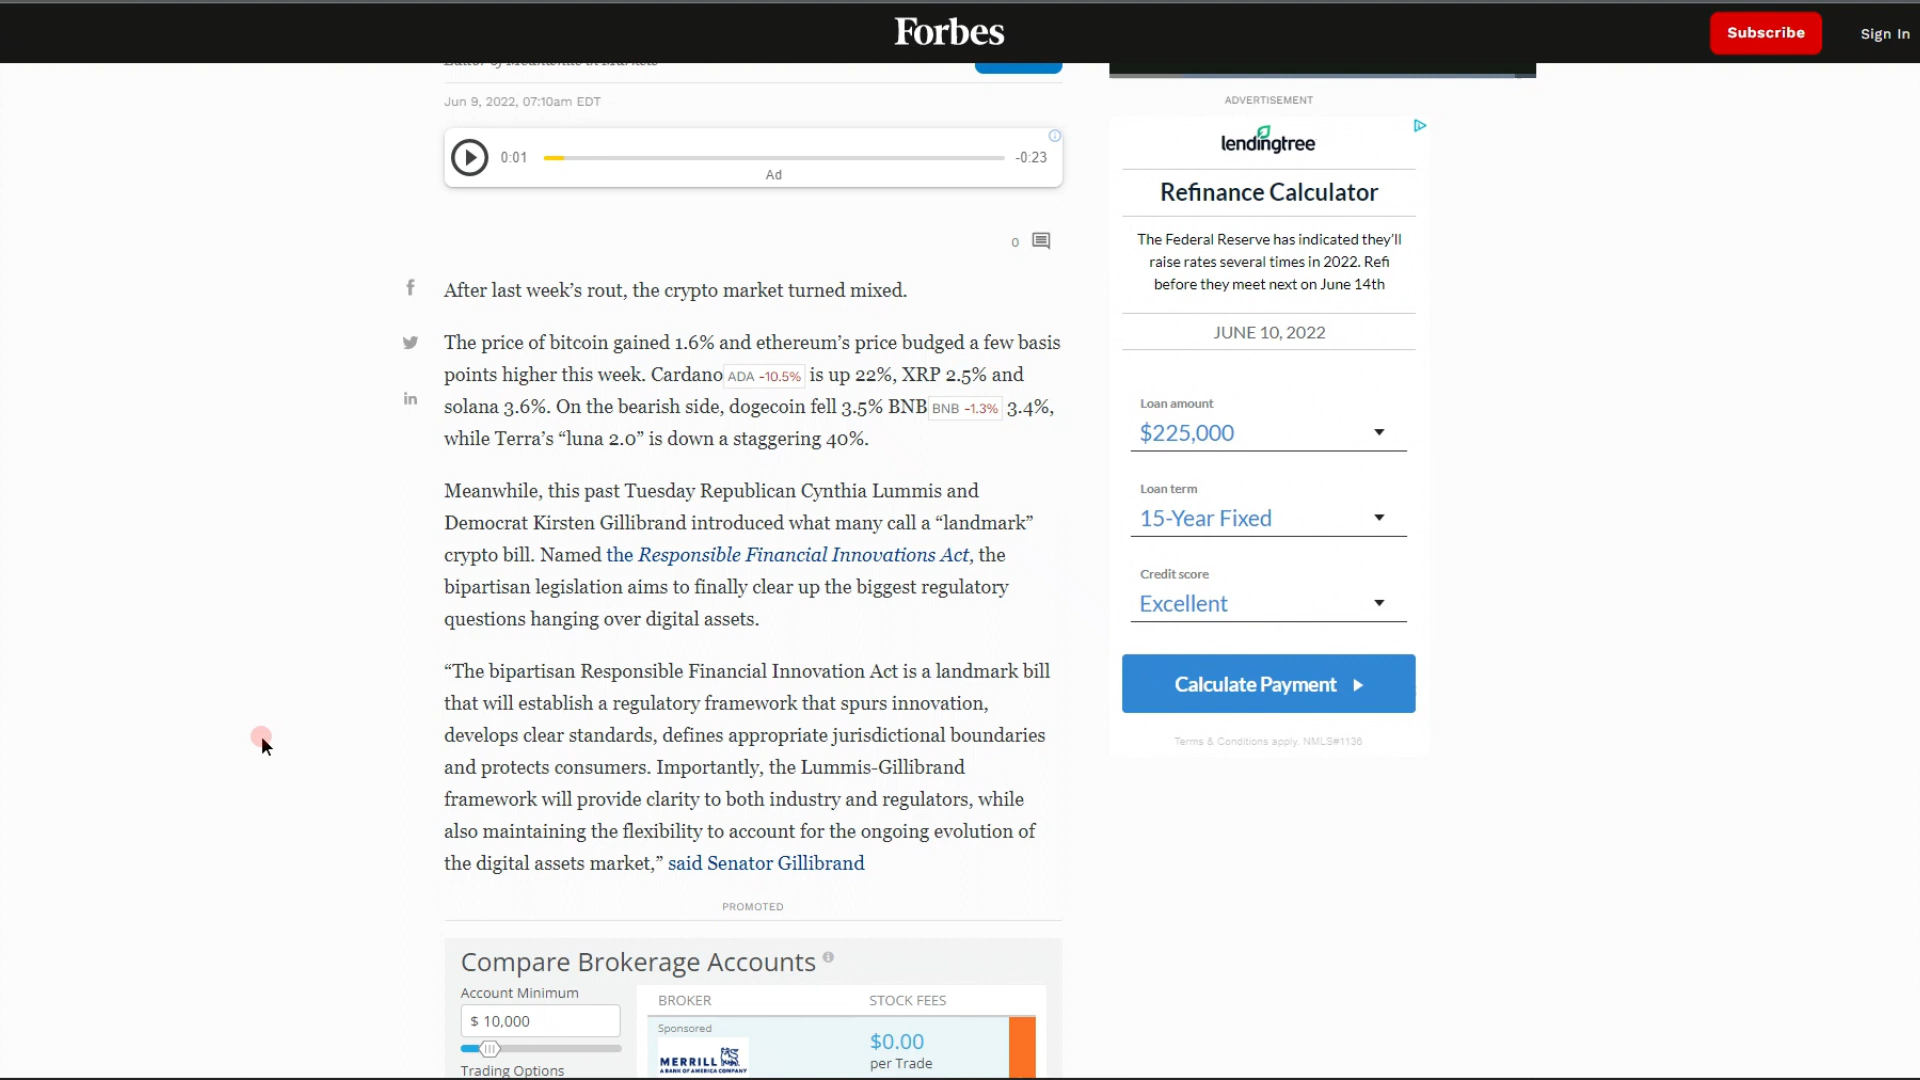 Forbes
Subscribe
Sign In
Jun 9, 2022, 07:10am EDT
0:01
-0:23
Ad
0
After last week’s rout, the crypto market turned mixed.
The price of bitcoin gained 1.6% and ethereum’s price budged a few basis
points higher this week. Cardano ADA -10.5% is up 22%, XRP 2.5% and
solana 3.6%. On the bearish side, dogecoin fell 3.5% BNB BNB -1.3% 3.4%,
while Terra’s “luna 2.0” is down a staggering 40%.
Meanwhile, this past Tuesday Republican Cynthia Lummis and
Democrat Kirsten Gillibrand introduced what many call a “landmark”
crypto bill. Named the Responsible Financial Innovations Act, the
bipartisan legislation aims to finally clear up the biggest regulatory
questions hanging over digital assets.
“The bipartisan Responsible Financial Innovation Act is a landmark bill
that will establish a regulatory framework that spurs innovation,
develops clear standards, defines appropriate jurisdictional boundaries
and protects consumers. Importantly, the Lummis-Gillibrand
framework will provide clarity to both industry and regulators, while
also maintaining the flexibility to account for the ongoing evolution of
the digital assets market,” said Senator Gillibrand
PROMOTED
Compare Brokerage Accounts
Account Minimum
$ 10,000
Trading Options
BROKER
STOCK FEES
Sponsored
MERRILL
A BANK OF AMERICA COMPANY
$0.00
per Trade
ADVERTISEMENT
lendingtree
Refinance Calculator
The Federal Reserve has indicated they’ll
raise rates several times in 2022. Refi
before they meet next on June 14th
JUNE 10, 2022
Loan amount
$225,000
Loan term
15-Year Fixed
Credit score
Excellent
Calculate Payment
Terms & Conditions apply. NMLS#1136